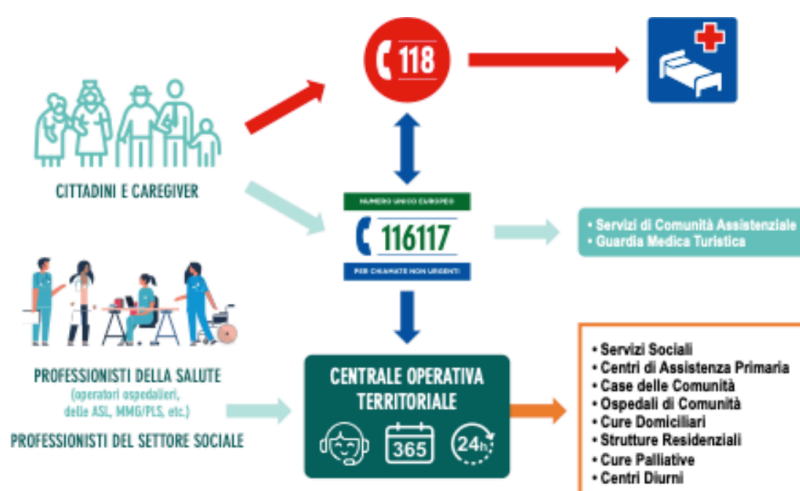 118
CITTADINI E CAREGIVER
NUMERO UNICO EUROPEO
116117
PER CHIAMATE NON URGENTI
• Servizi di Comunità Assistenziale
• Guardia Medica Turistica
PROFESSIONISTI DELLA SALUTE
(operatori ospedalieri,
delle ASL, MMG/PLS, etc.)
PROFESSIONISTI DEL SETTORE SOCIALE
CENTRALE OPERATIVA
TERRITORIALE
365
24h
• Servizi Sociali
• Centri di Assistenza Primaria
• Case delle Comunità
• Ospedali di Comunità
• Cure Domiciliari
• Strutture Residenziali
• Cure Palliative
• Centri Diurni